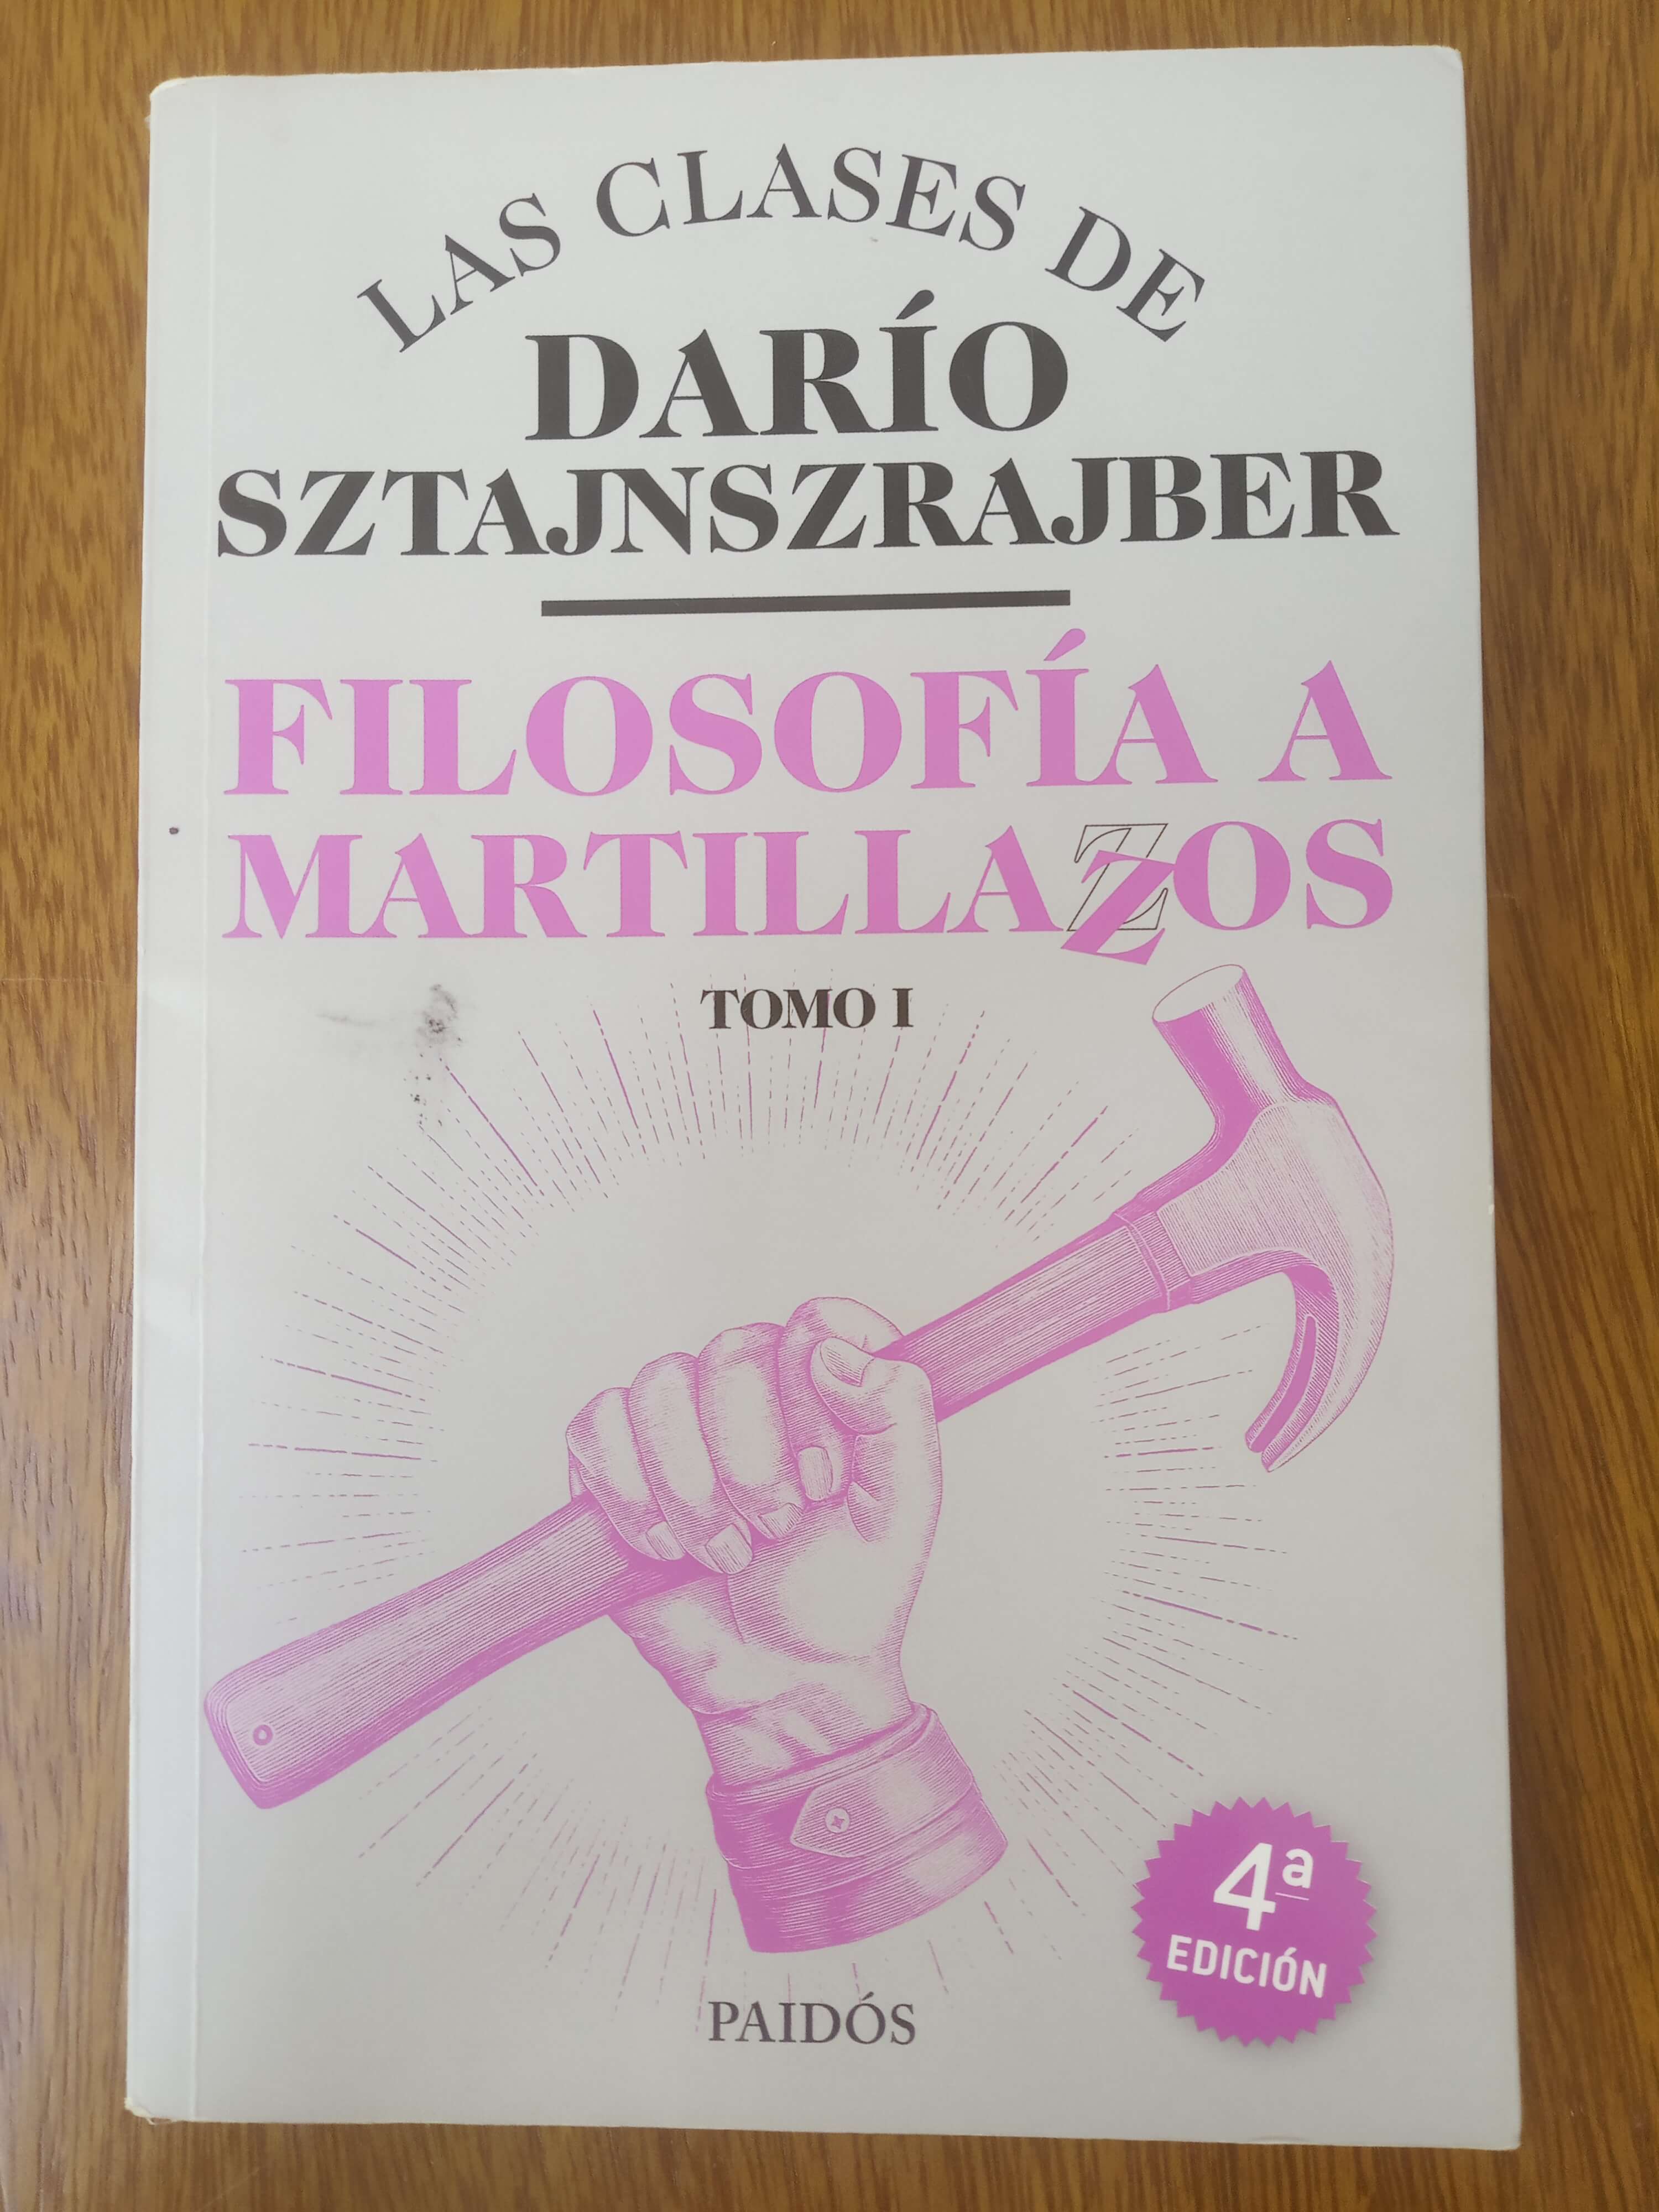 LAS CLASES DE
DARÍO
SZTAJNSZRAJBER
FILOSOFÍA A
MARTILLAZOS
TOMO I
4ª
EDICIÓN
PAIDÓS